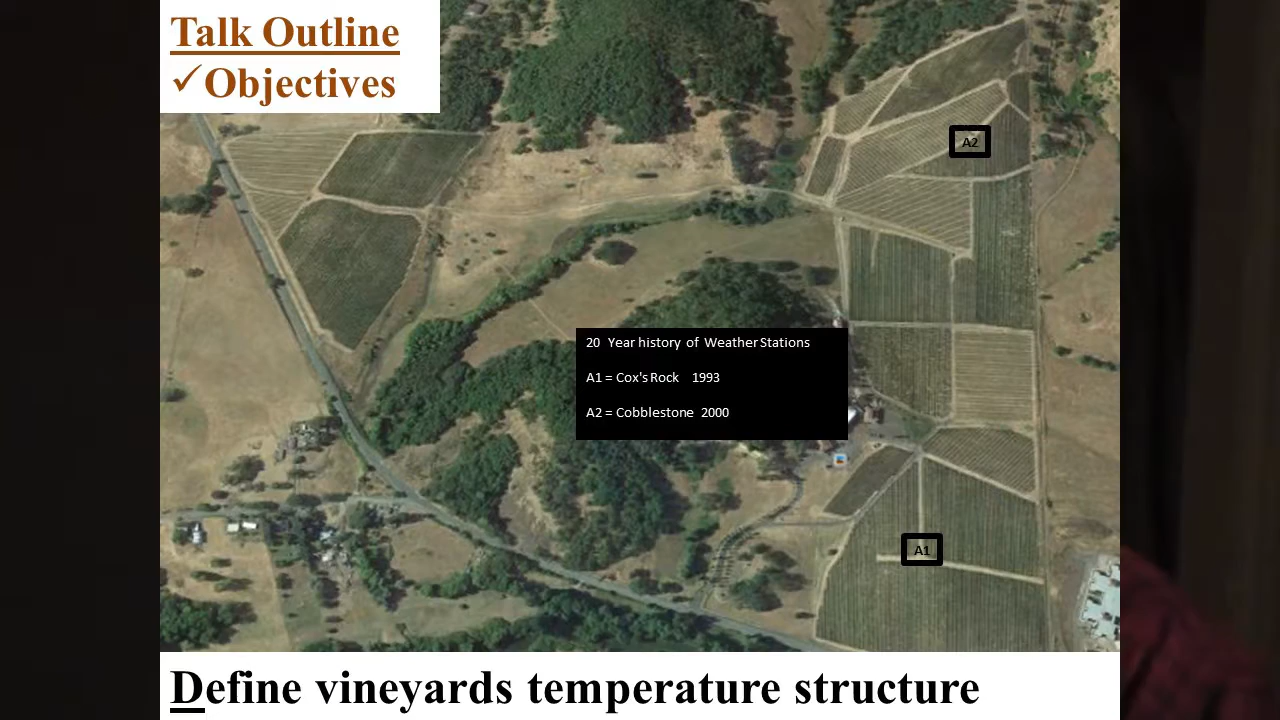 Talk Outline
✓Objectives
A2
20 Year history of Weather Stations
A1 = Cox's Rock 1993
A2 = Cobblestone 2000
A1
Define vineyards temperature structure